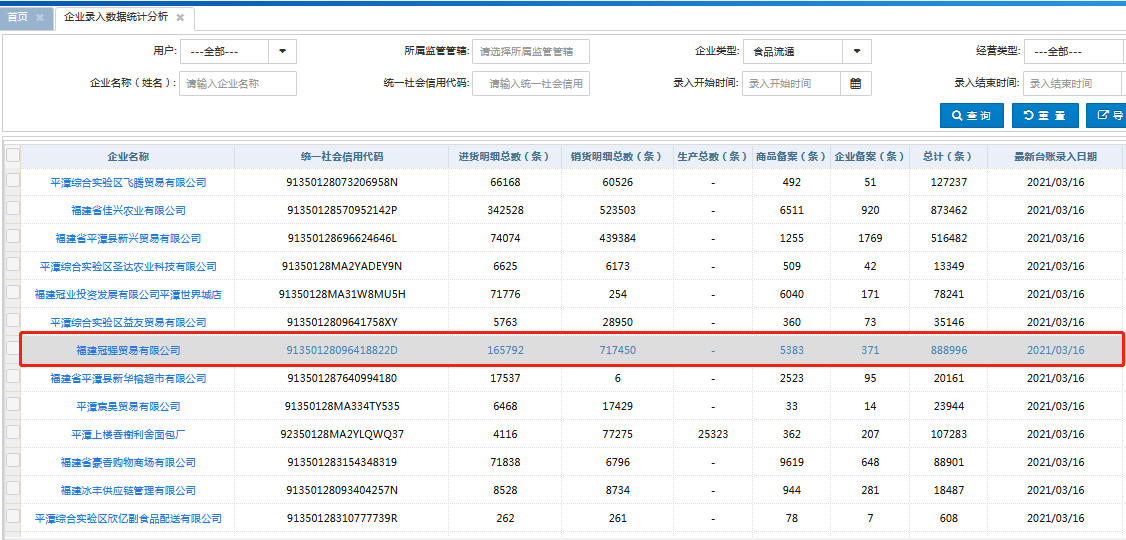 首页
企业录入数据统计分析
用户: ---全部--- 所属监管管辖: 请选择所属监管管辖 企业类型: 食品流通 经营类型: ---全部---
企业名称（姓名）: 请输入企业名称 统一社会信用代码: 请输入统一社会信用 录入开始时间: 录入开始时间 录入结束时间: 录入结束时间
查 询 重 置 导
企业名称 统一社会信用代码 进货明细总数（条） 销货明细总数（条） 生产总数（条） 商品备案（条） 企业备案（条） 总计（条） 最新台账录入日期
平潭综合实验区飞腾贸易有限公司 91350128073206958N 66168 60526 - 492 51 127237 2021/03/16
福建省佳兴农业有限公司 91350128570952142P 342528 523503 - 6511 920 873462 2021/03/16
福建省平潭县新兴贸易有限公司 91350128696624646L 74074 439384 - 1255 1769 516482 2021/03/16
平潭综合实验区圣达农业科技有限公司 91350128MA2YADEY9N 6625 6173 - 509 42 13349 2021/03/16
福建冠业投资发展有限公司平潭世界城店 91350128MA31W8MU5H 71776 254 - 6040 171 78241 2021/03/16
平潭综合实验区益友贸易有限公司 9135012809641758XY 5763 28950 - 360 73 35146 2021/03/16
福建冠强贸易有限公司 91350128096418822D 165792 717450 - 5383 371 888996 2021/03/16
福建省平潭县新华榕超市有限公司 913501287640994180 17537 6 - 2523 95 20161 2021/03/16
平潭宸昊贸易有限公司 91350128MA334TY535 6468 17429 - 33 14 23944 2021/03/16
平潭上楼香榭利舍面包厂 92350128MA2YLQWQ37 4116 77275 25323 362 207 107283 2021/03/16
福建省豪香购物商场有限公司 913501283154348319 71838 6796 - 9619 648 88901 2021/03/16
福建冰丰供应链管理有限公司 91350128093404257N 8528 8734 - 944 281 18487 2021/03/16
平潭综合实验区欣亿副食品配送有限公司 91350128310777739R 262 261 - 78 7 608 2021/03/16